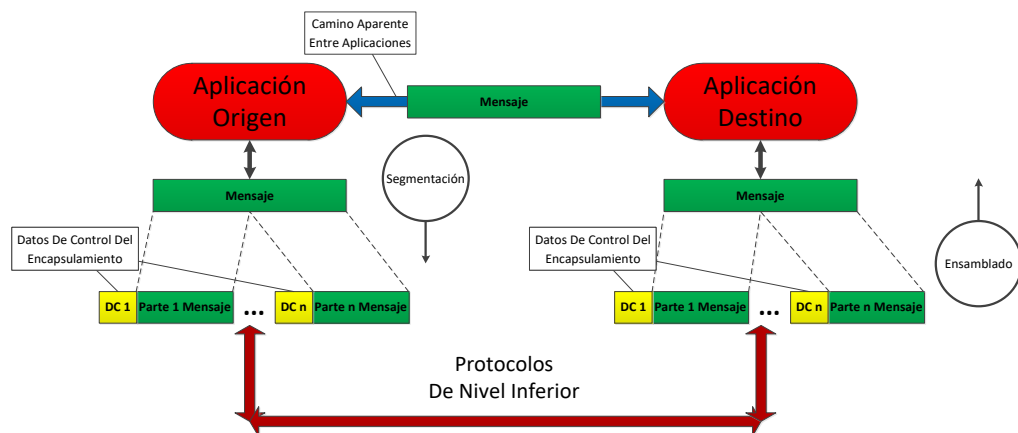 Camino Aparente
Entre Aplicaciones
Aplicación
Origen
Mensaje
Aplicación
Destino
Segmentación
Mensaje
Mensaje
Datos De Control Del
Encapsulamiento
Datos De Control Del
Encapsulamiento
Ensamblado
DC 1 Parte 1 Mensaje ... DC n Parte n Mensaje
DC 1 Parte 1 Mensaje ... DC n Parte n Mensaje
Protocolos
De Nivel Inferior